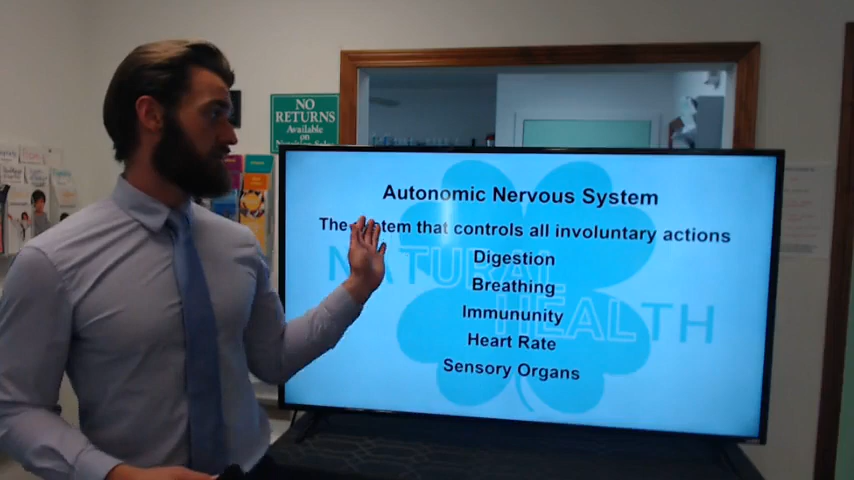 NO
RETURNS
Available
on
Autonomic Nervous System
The system that controls all involuntary actions
Digestion
Breathing
Immununity
Heart Rate
Sensory Organs
NATURAL
HEALTH